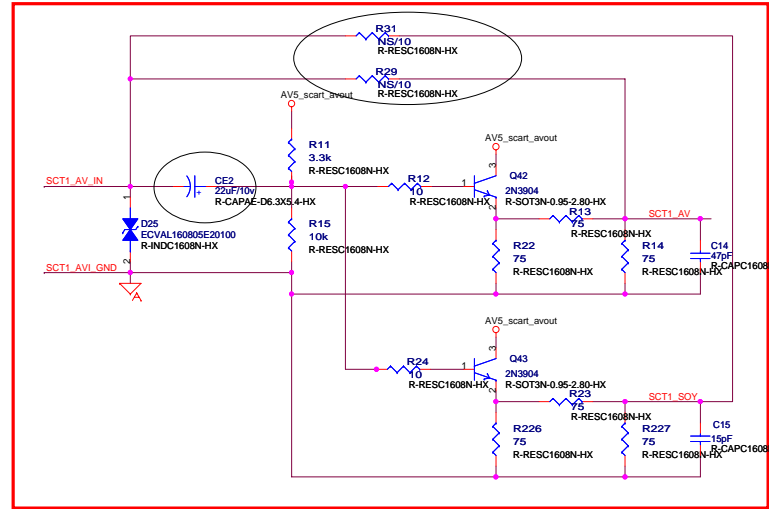 R31
NS/10
R-RESC1608N-HX
R29
NS/10
R-RESC1608N-HX
AV5_scart_avout
R11
3.3k
R-RESC1608N-HX
AV5_scart_avout
SCT1_AV_IN
CE2
22uF/10v
R-CAPAE-D6.3X5.4-HX
R12
10
R-RESC1608N-HX
3
1
2
Q42
2N3904
R-SOT3N-0.95-2.80-HX
1
D25
ECVAL160805E20100
R-INDC1608N-HX
2
R15
10k
R-RESC1608N-HX
R13
75
R-RESC1608N-HX
SCT1_AV
R22
75
R-RESC1608N-HX
R14
75
R-RESC1608N-HX
C14
47pF
R-CAPC1608
SCT1_AVI_GND
A
AV5_scart_avout
R24
10
R-RESC1608N-HX
3
1
2
Q43
2N3904
R-SOT3N-0.95-2.80-HX
R23
75
R-RESC1608N-HX
SCT1_SOY
R226
75
R-RESC1608N-HX
R227
75
R-RESC1608N-HX
C15
15pF
R-CAPC1608